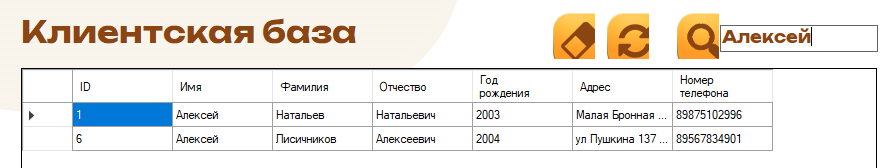 Клиентская база
Алексей
ID Имя Фамилия Отчество Год рождения Адрес Номер телефона
1 Алексей Натальев Натальевич 2003 Малая Бронная ... 89875102996
6 Алексей Лисичников Алексеевич 2004 ул Пушкина 137 ... 89567834901